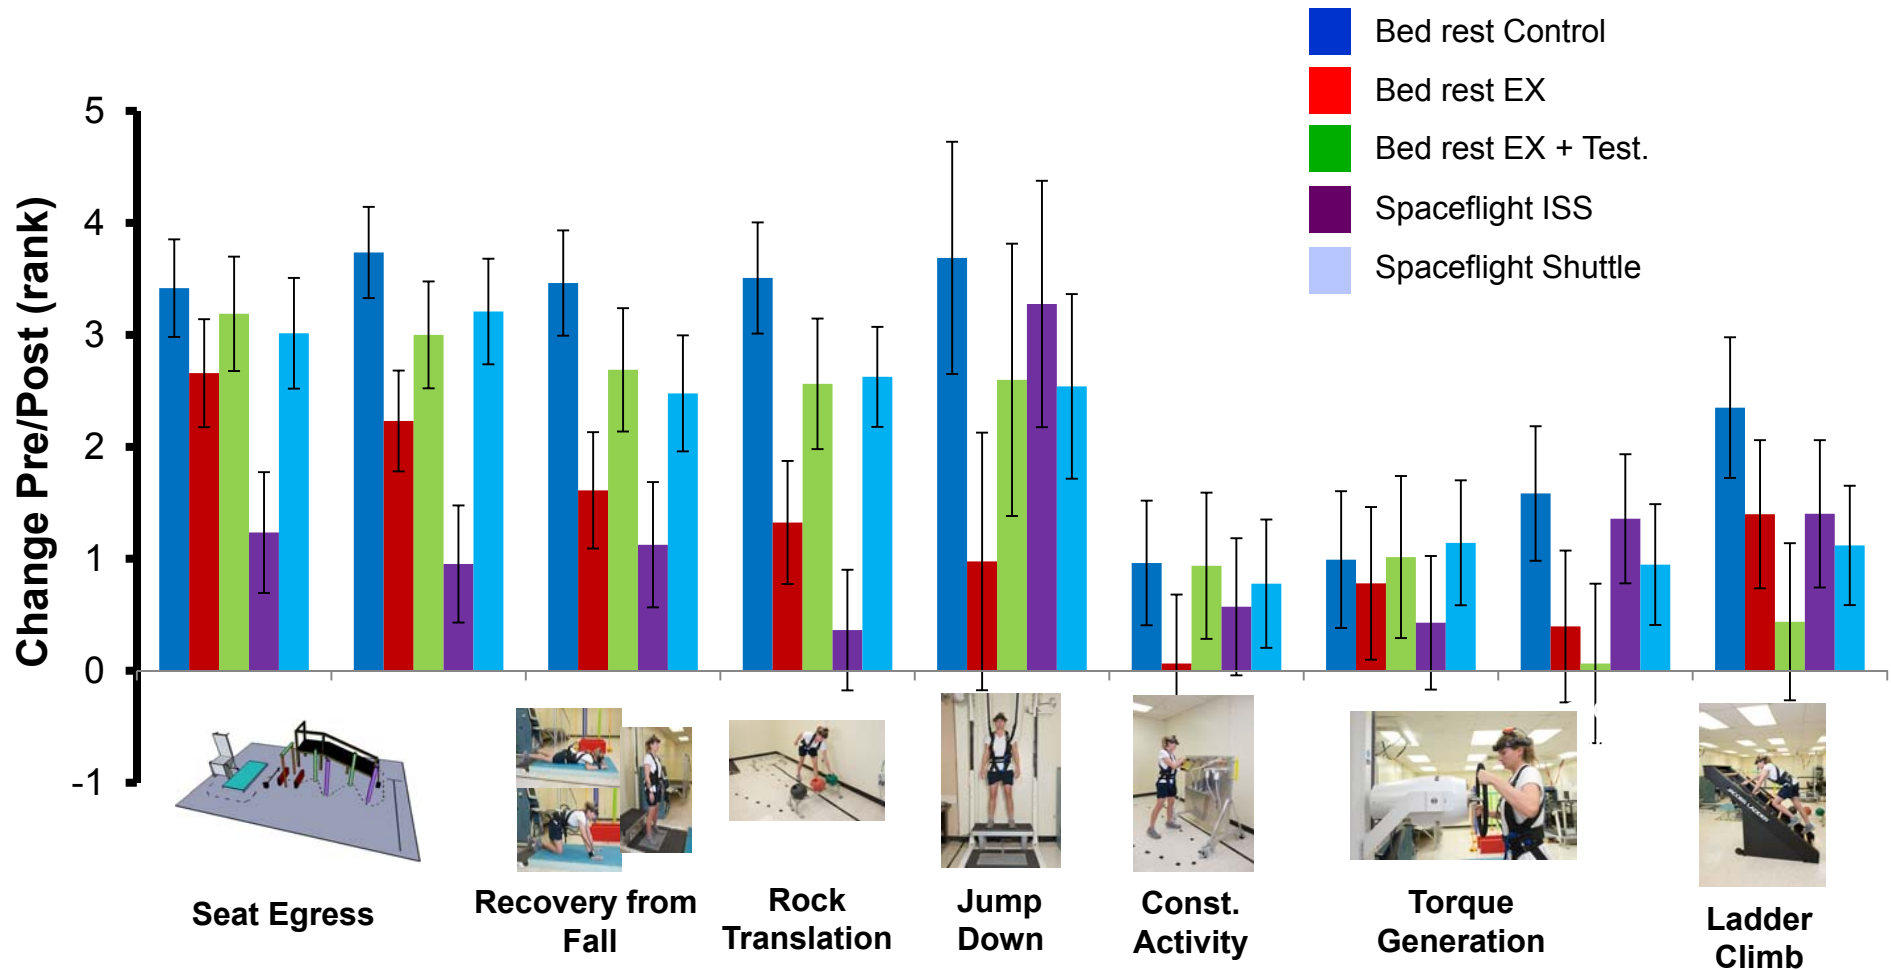 Bed rest Control
Bed rest EX
Bed rest EX + Test.
Spaceflight ISS
Spaceflight Shuttle
Change Pre/Post (rank)
5
4
3
2
1
0
-1
Seat Egress
Recovery from
Fall
Rock
Translation
Jump
Down
Const.
Activity
Torque
Generation
Ladder
Climb
JACOBS LADDER